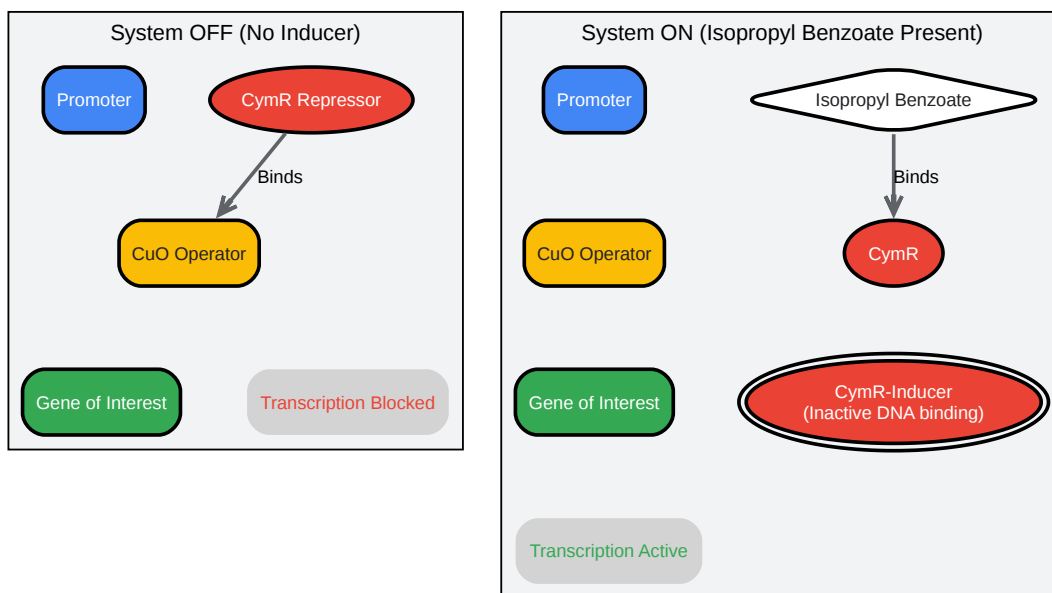 System OFF (No Inducer)
Promoter
CymR Repressor
Binds
CuO Operator
Gene of Interest
Transcription Blocked
System ON (Isopropyl Benzoate Present)
Promoter
Isopropyl Benzoate
Binds
CuO Operator
CymR
Gene of Interest
CymR-Inducer
(Inactive DNA binding)
Transcription Active